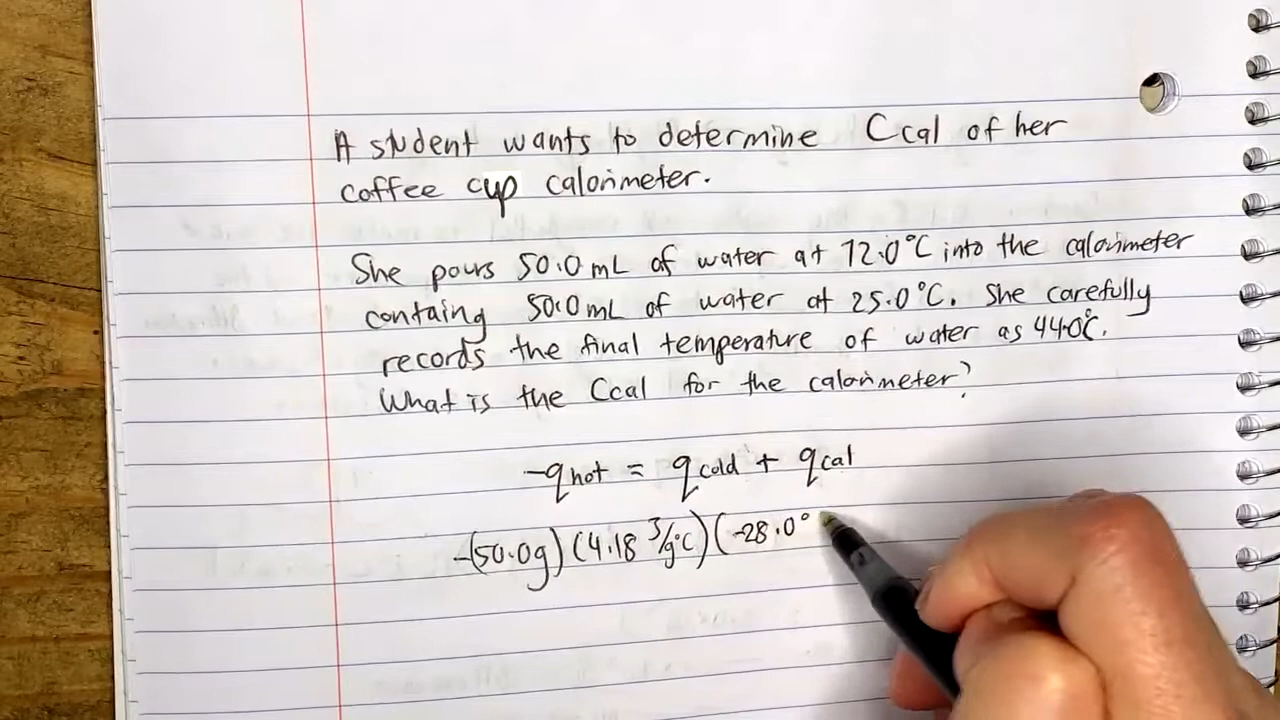 A student wants to determine Ccal of her
coffee cup calorimeter.
She pours 50.0 mL of water at 72.0°C into the calorimeter
containg 50.0 mL of water at 25.0°C. She carefully
records the final temperature of water as 44.0°C.
What is the Ccal for the calorimeter?
-qhot = qcold + qcal
-(50.0g)(4.18 J/g°C)(-28.0°